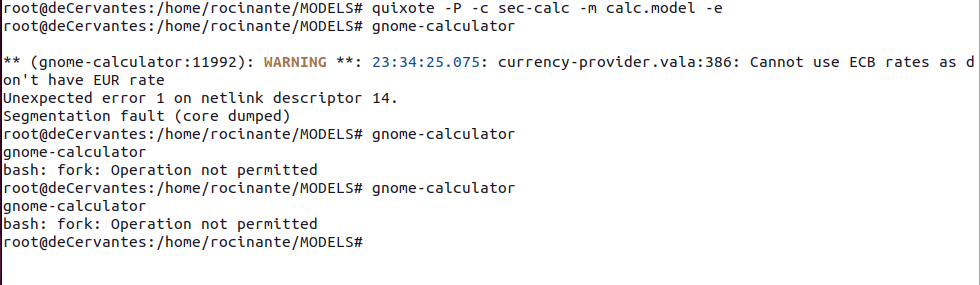 root@deCervantes:/home/rocinante/MODELS# quixote -P -c sec-calc -m calc.model -e
root@deCervantes:/home/rocinante/MODELS# gnome-calculator

** (gnome-calculator:11992): WARNING **: 23:34:25.075: currency-provider.vala:386: Cannot use ECB rates as d
on't have EUR rate
Unexpected error 1 on netlink descriptor 14.
Segmentation fault (core dumped)
root@deCervantes:/home/rocinante/MODELS# gnome-calculator
gnome-calculator
bash: fork: Operation not permitted
root@deCervantes:/home/rocinante/MODELS# gnome-calculator
gnome-calculator
bash: fork: Operation not permitted
root@deCervantes:/home/rocinante/MODELS#